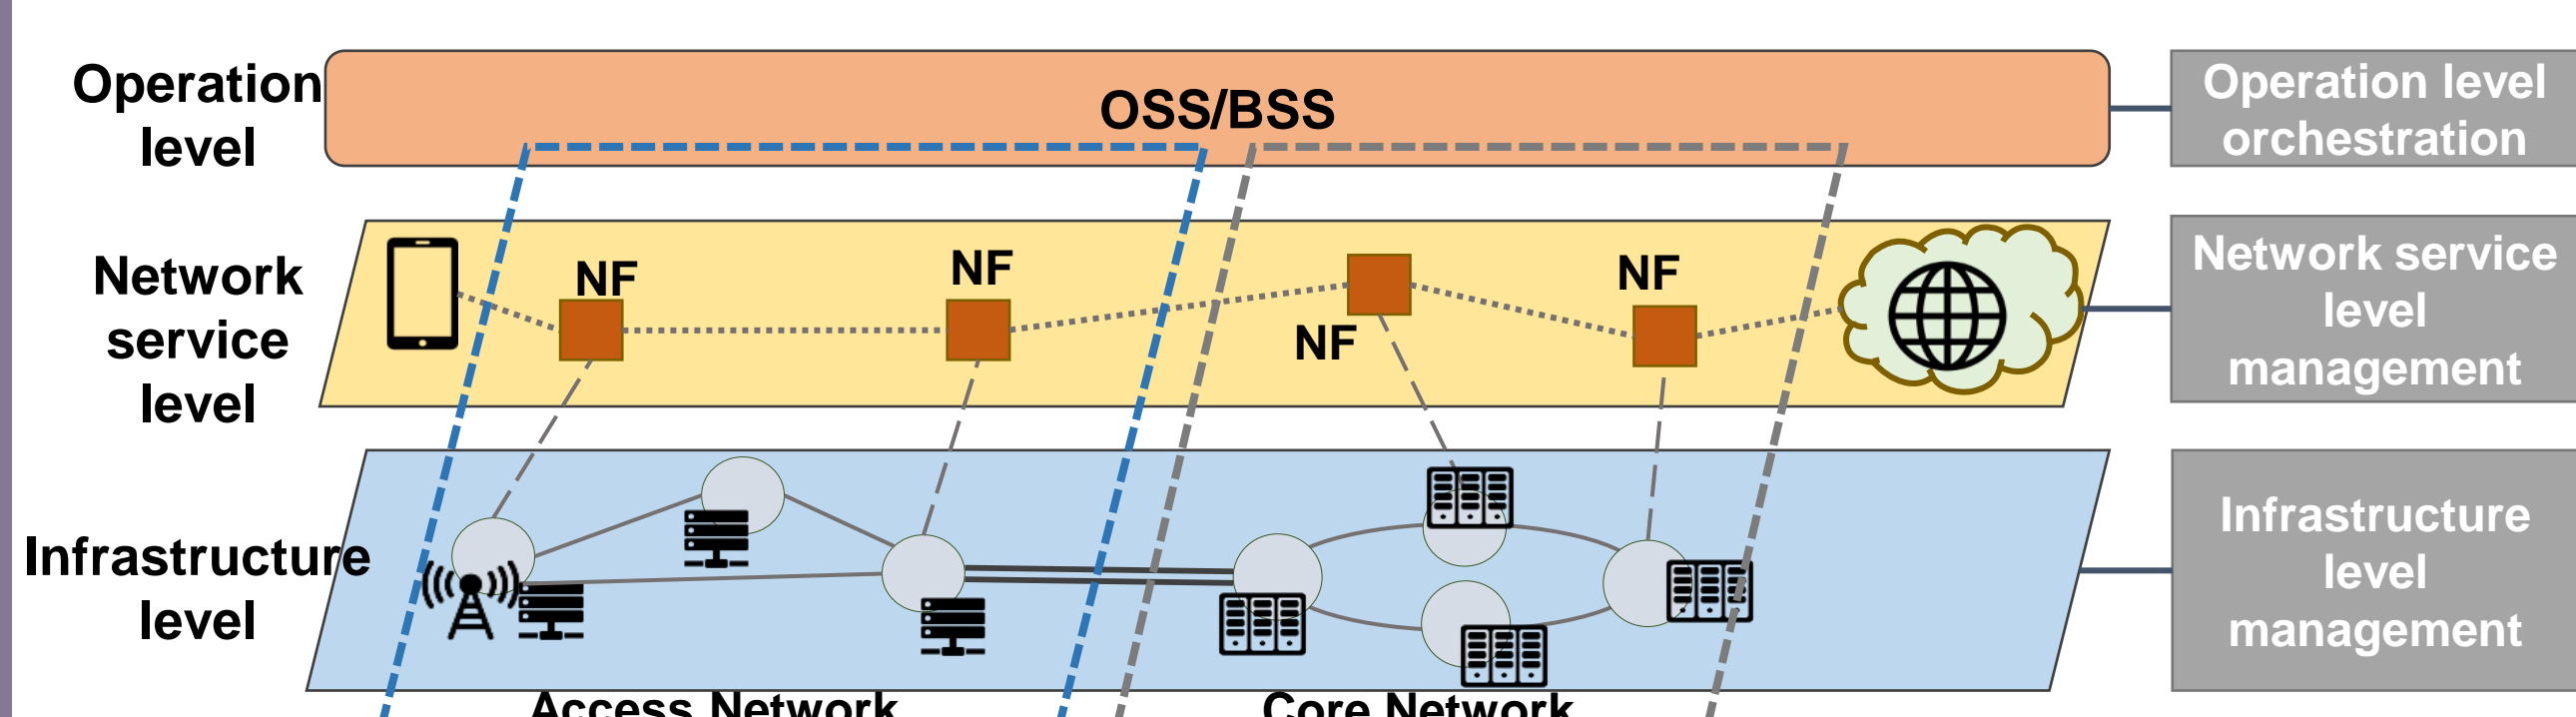 Operation
level
OSS/BSS
Operation level
orchestration
Network
service
level
NF
NF
NF
NF
Network service
level
management
Infrastructure
level
Infrastructure
level
management
Access Network
Core Network